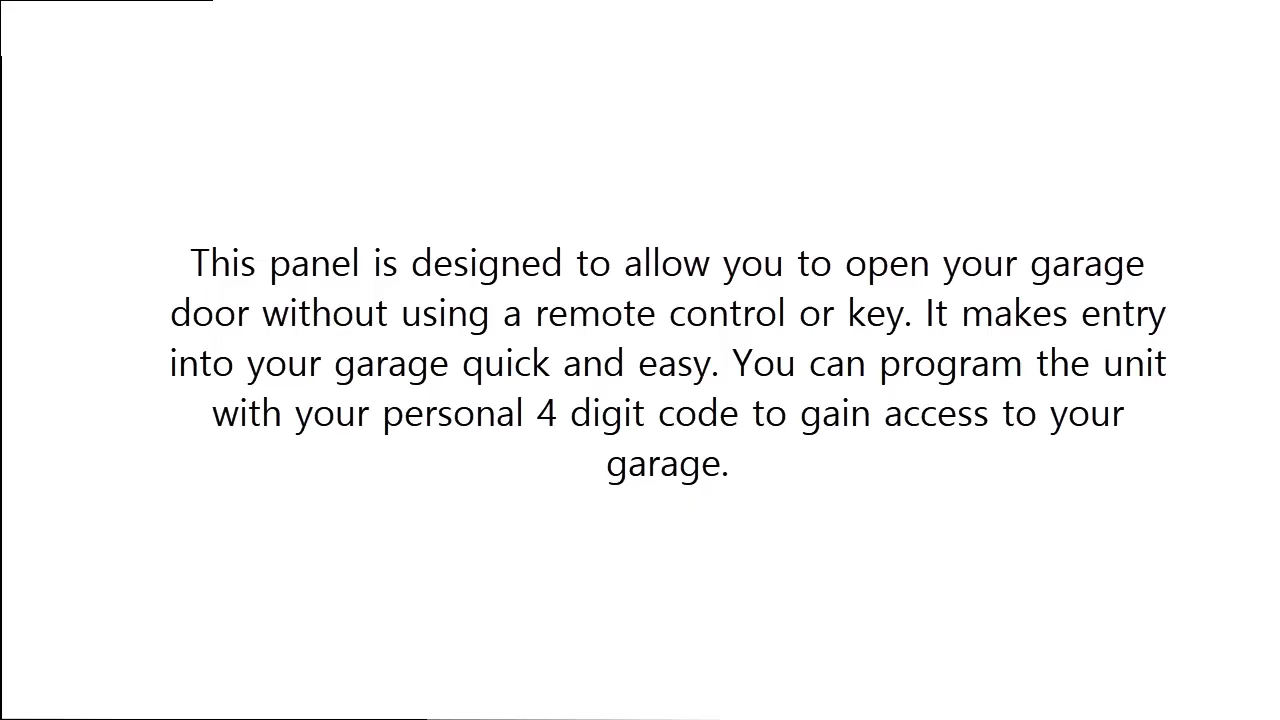 This panel is designed to allow you to open your garage
door without using a remote control or key. It makes entry
into your garage quick and easy. You can program the unit
with your personal 4 digit code to gain access to your
garage.